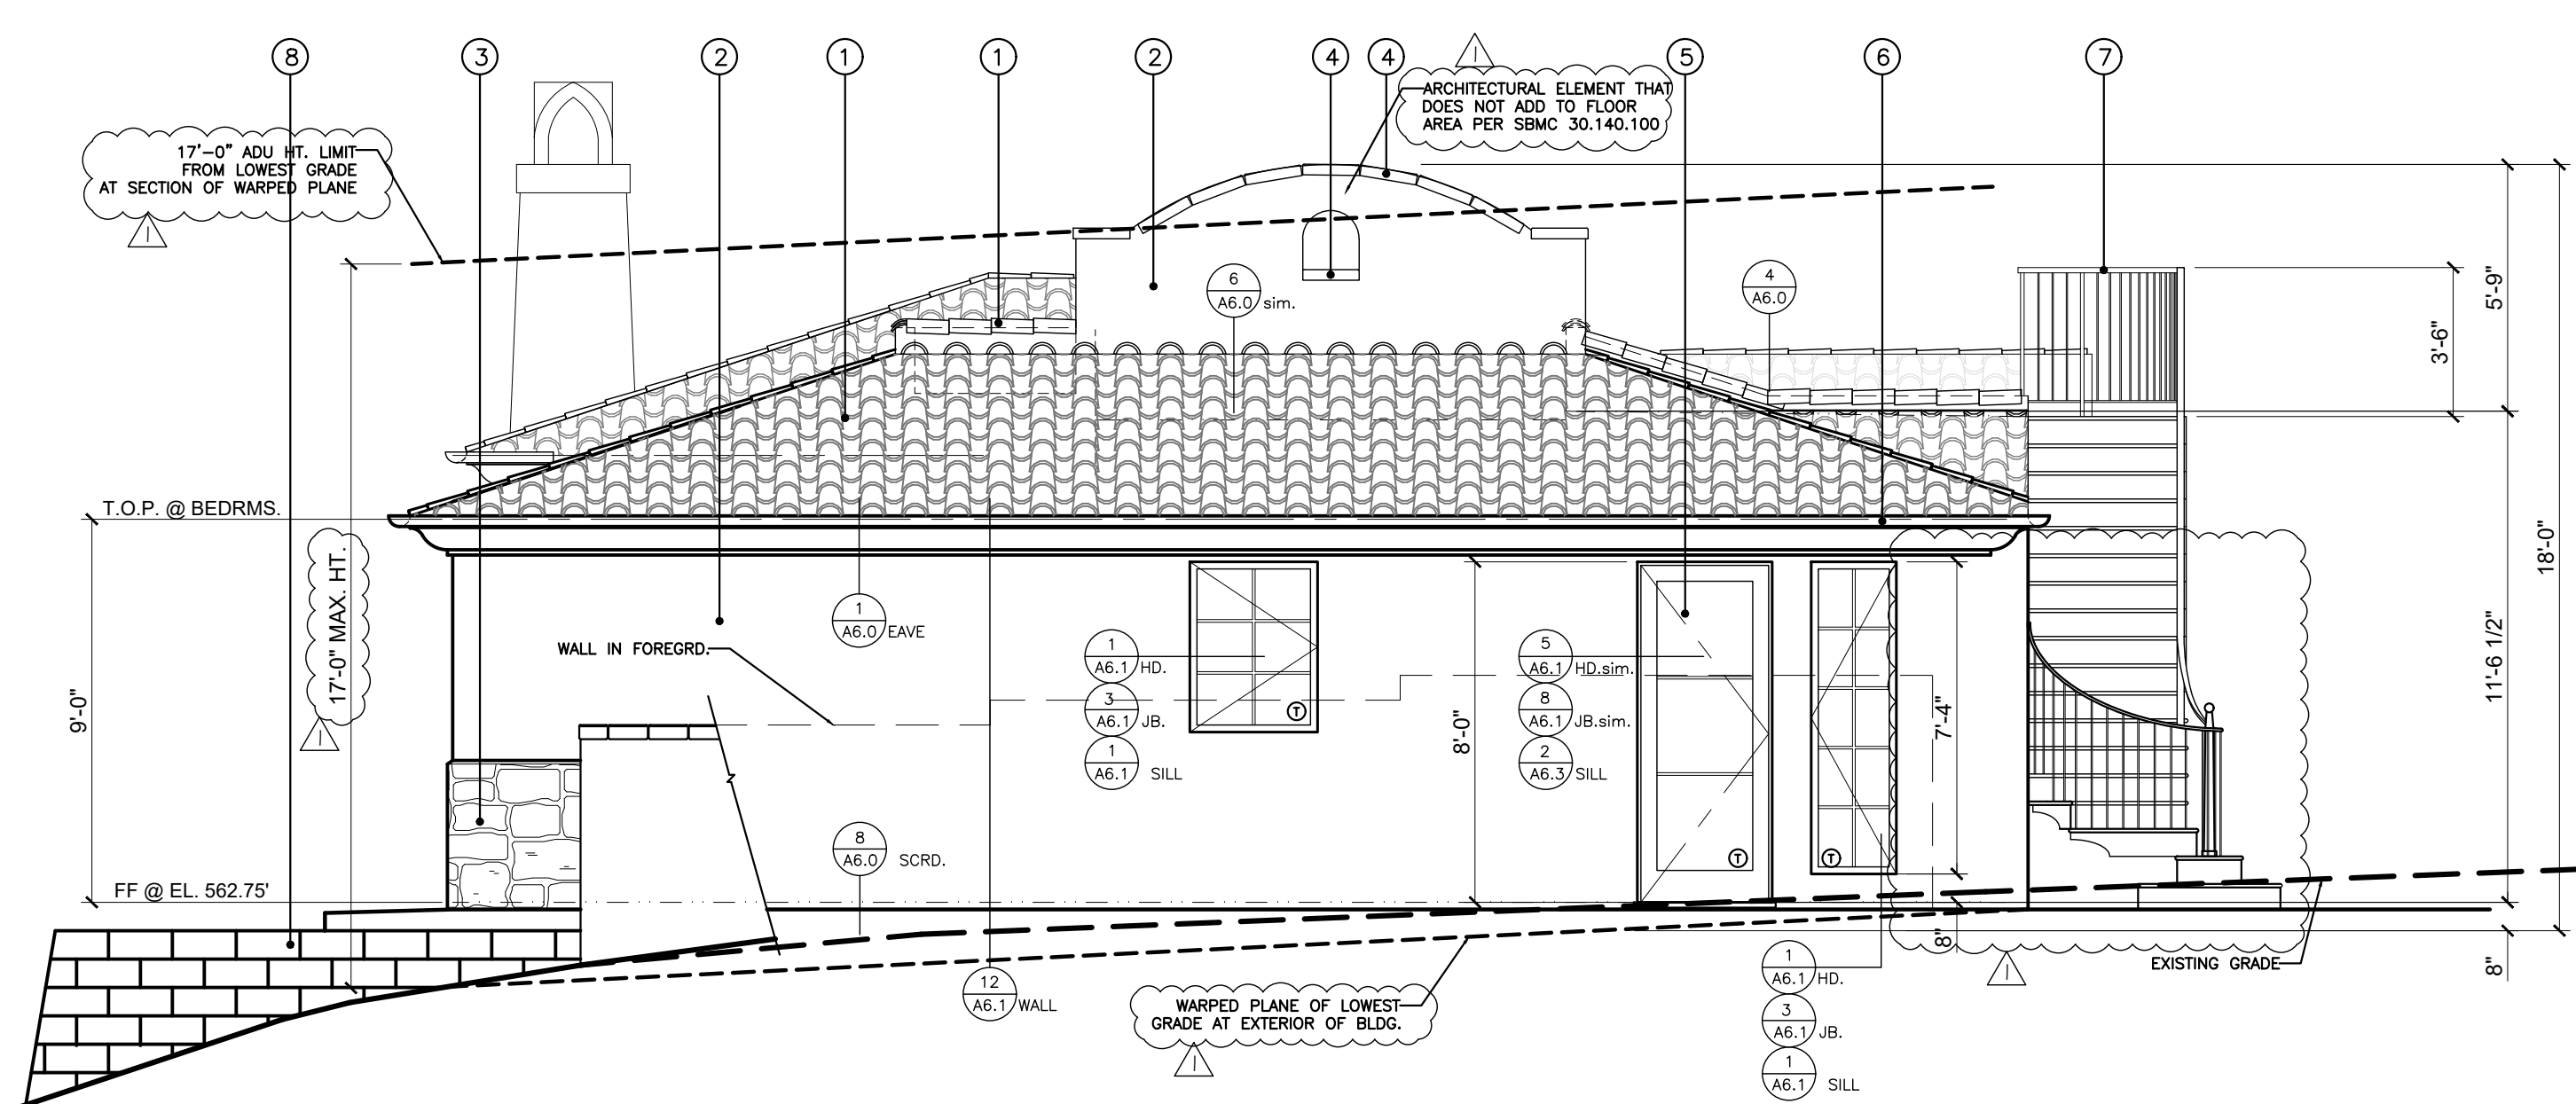 8
3
2
1
1
2
4
4
5
6
7
1
ARCHITECTURAL ELEMENT THAT
DOES NOT ADD TO FLOOR
AREA PER SBMC 30.140.100
17'-0" ADU HT. LIMIT
FROM LOWEST GRADE
AT SECTION OF WARPED PLANE
1
6
A6.0 sim.
4
A6.0
5'-9"
3'-6"
T.O.P. @ BEDRMS.
17'-0" MAX. HT.
1
9'-0"
18'-0"
11'-6 1/2"
1
A6.0 EAVE
WALL IN FOREGRD.
1
A6.1 HD.
3
A6.1 JB.
1
A6.1 SILL
T
5
A6.1 HD.sim.
8
A6.1 JB.sim.
2
A6.3 SILL
8'-0"
7'-4"
T
T
8
A6.0 SCRD.
FF @ EL. 562.75'
8"
8"
EXISTING GRADE
1
12
A6.1 WALL
WARPED PLANE OF LOWEST
GRADE AT EXTERIOR OF BLDG.
1
1
A6.1 HD.
3
A6.1 JB.
1
A6.1 SILL